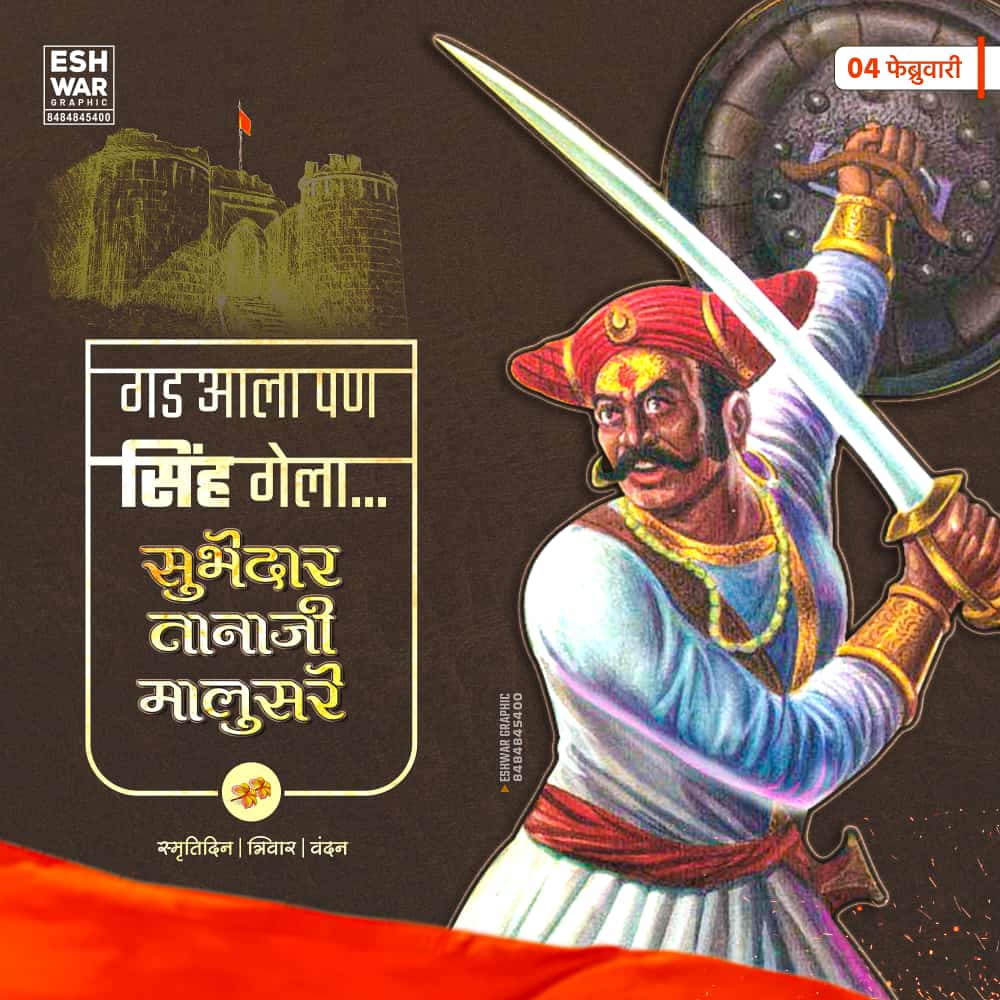 ESH
WAR
GRAPHIC
8484845400
04 फेब्रुवारी
गड आला पण
सिंह गेला...
सुभेदार
तानाजी
मालुसरे
स्मृतिदिन | त्रिवार | वंदन
ESHWAR GRAPHIC
8484845400